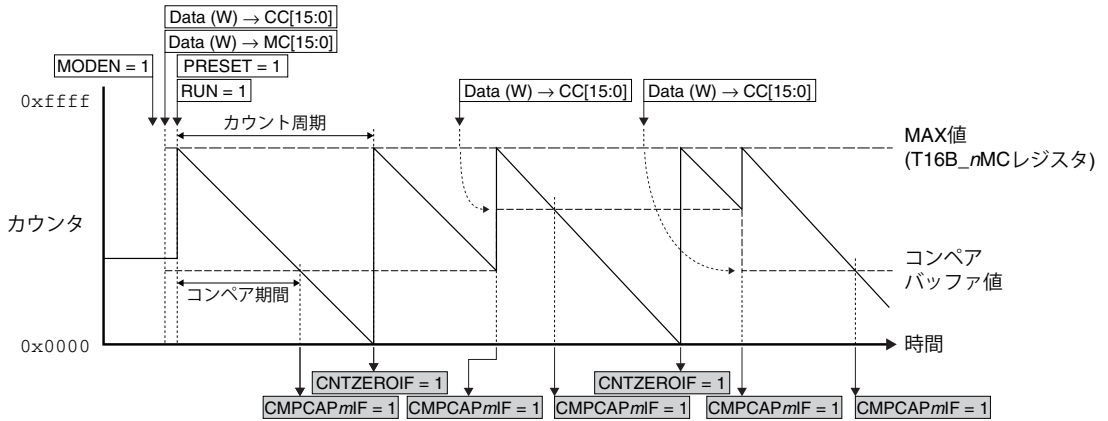 Data (W) → CC[15:0]
Data (W) → MC[15:0]
MODEN = 1
PRESET = 1
RUN = 1
Data (W) → CC[15:0]
Data (W) → CC[15:0]
0xffff
カウント周期
MAX値
(T16B_nMCレジスタ)
カウンタ
コンペア
バッファ値
コンペア期間
0x0000
時間
CNTZEROIF = 1
CNTZEROIF = 1
CMPCAPmIF = 1
CMPCAPmIF = 1
CMPCAPmIF = 1
CMPCAPmIF = 1
CMPCAPmIF = 1